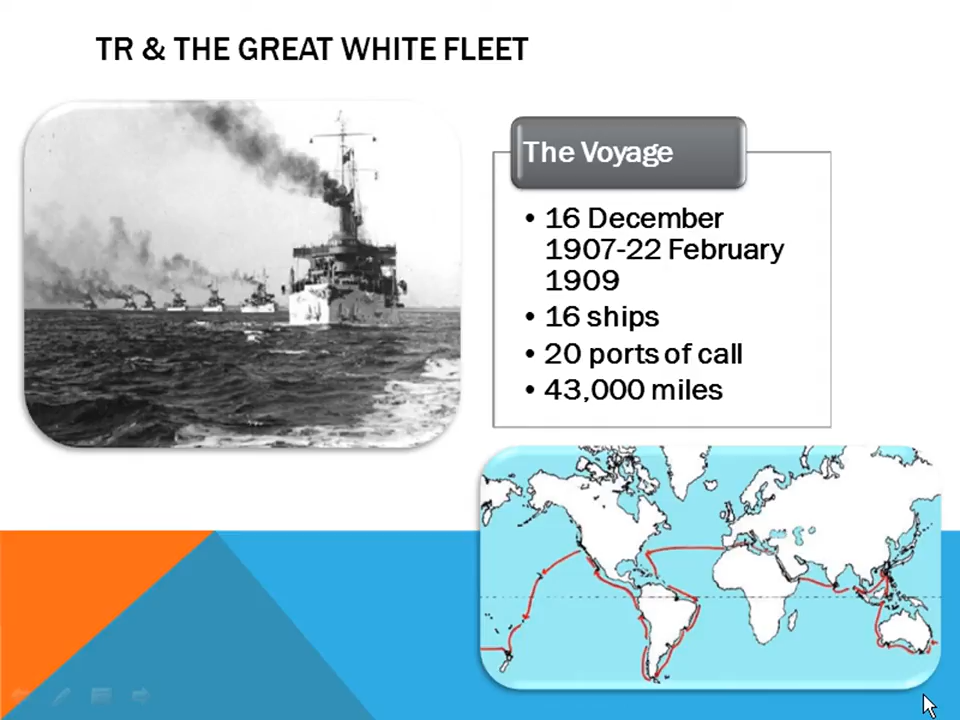 TR & THE GREAT WHITE FLEET
The Voyage
• 16 December
1907-22 February
1909
• 16 ships
• 20 ports of call
• 43,000 miles